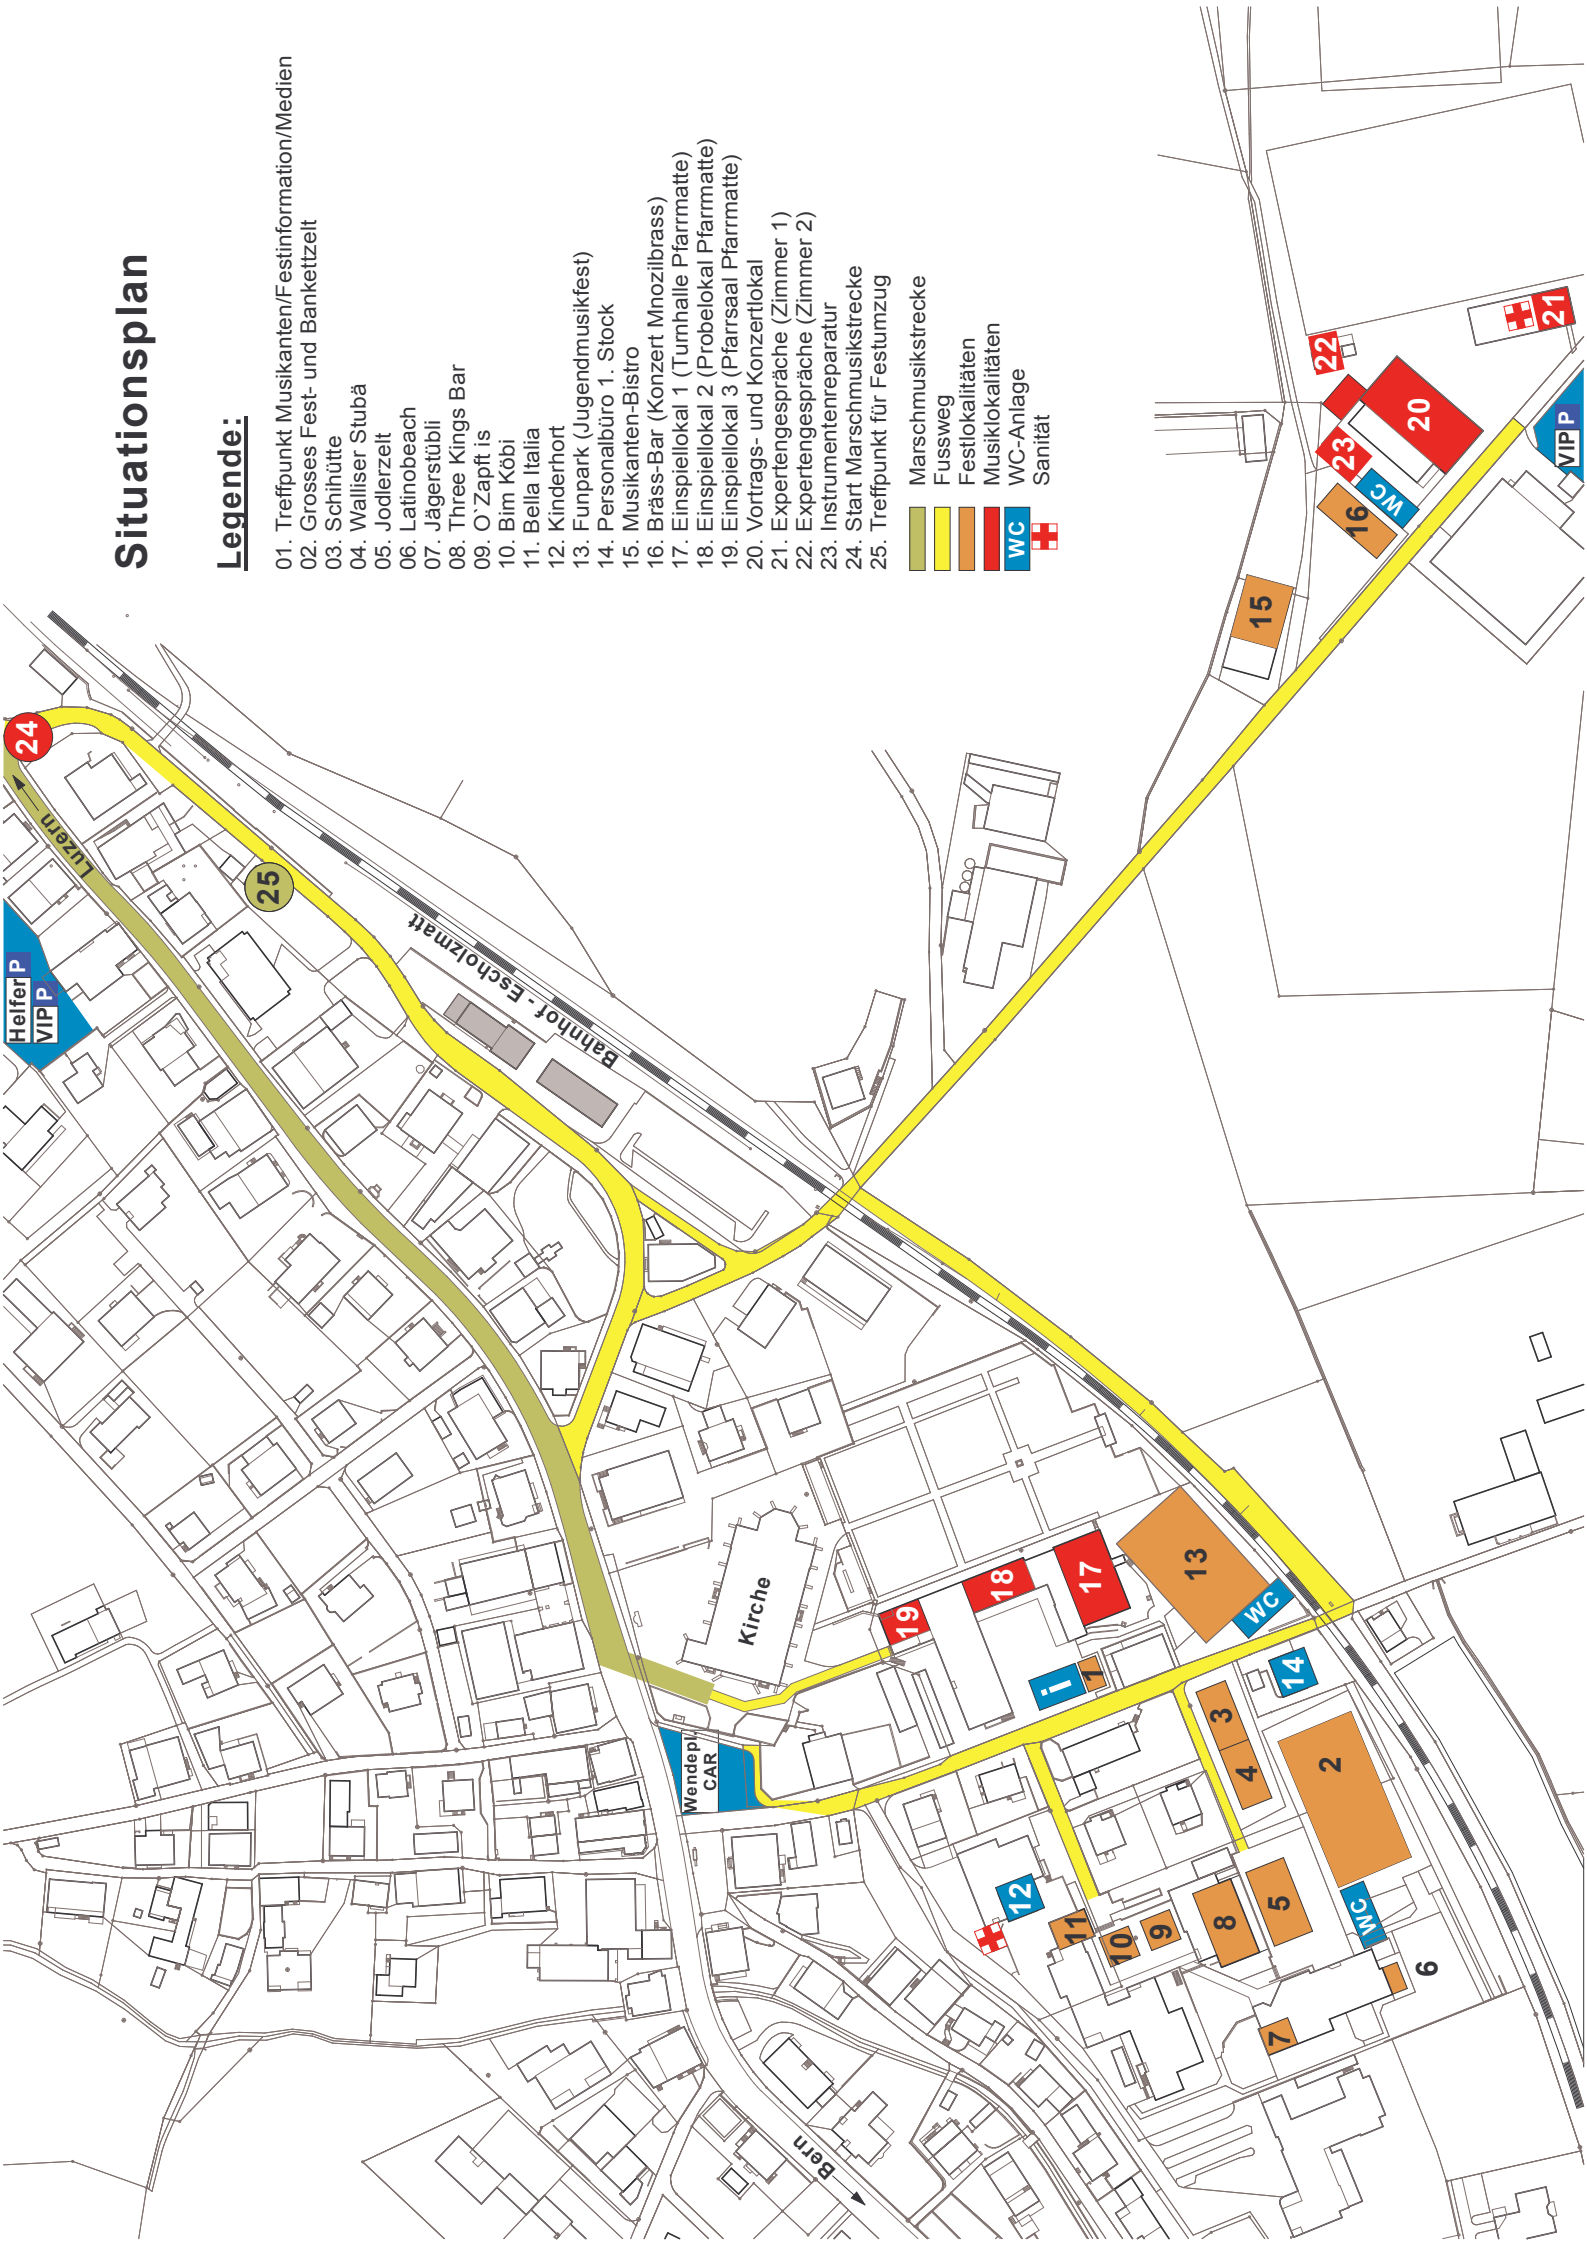 Situationsplan
Legende:
01. Treffpunkt Musikanten/Festinformation/Medien
02. Grosses Fest- und Bankettzelt
03. Schihütte
04. Walliser Stubä
05. Jodlerzelt
06. Latinobeach
07. Jägerstübli
08. Three Kings Bar
09. O`Zapft is
10. Bim Köbi
11. Bella Italia
12. Kinderhort
13. Funpark (Jugendmusikfest)
14. Personalbüro 1. Stock
15. Musikanten-Bistro
16. Bräss-Bar (Konzert Mnozilbrass)
17. Einspiellokal 1 (Turnhalle Pfarrmatte)
18. Einspiellokal 2 (Probelokal Pfarrmatte)
19. Einspiellokal 3 (Pfarrsaal Pfarrmatte)
20. Vortrags- und Konzertlokal
21. Expertengespräche (Zimmer 1)
22. Expertengespräche (Zimmer 2)
23. Instrumentenreparatur
24. Start Marschmusikstrecke
25. Treffpunkt für Festumzug
Marschmusikstrecke
Fussweg
Festlokalitäten
Musiklokalitäten
WC WC-Anlage
Sanität
24
Luzern
25
Helfer P
VIP P
Bahnhof - Escholzmatt
Kirche
Wendepl.
CAR
Bern
19
18
17
13
WC
i
1
14
3
4
2
12
11
10
9
8
5
WC
6
7
15
16
WC
23
20
22
21
VIP P